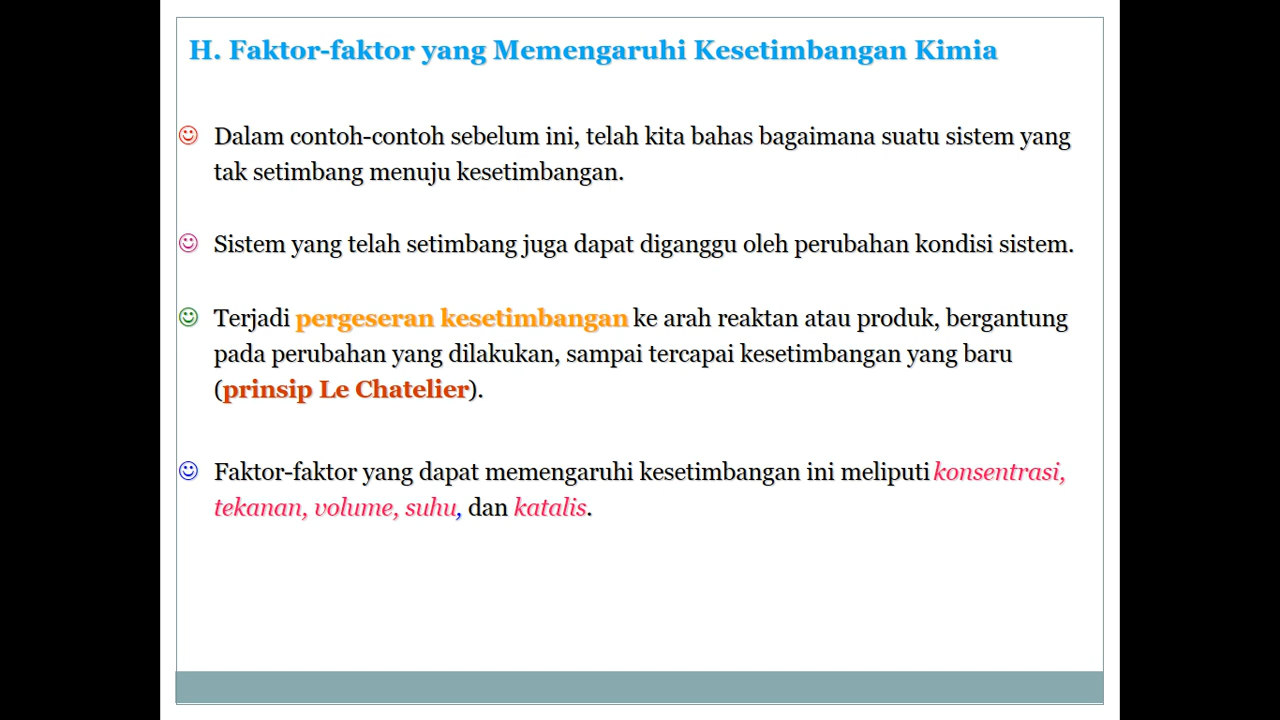 H. Faktor-faktor yang Memengaruhi Kesetimbangan Kimia
Dalam contoh-contoh sebelum ini, telah kita bahas bagaimana suatu sistem yang
tak setimbang menuju kesetimbangan.
Sistem yang telah setimbang juga dapat diganggu oleh perubahan kondisi sistem.
Terjadi pergeseran kesetimbangan ke arah reaktan atau produk, bergantung
pada perubahan yang dilakukan, sampai tercapai kesetimbangan yang baru
(prinsip Le Chatelier).
Faktor-faktor yang dapat memengaruhi kesetimbangan ini meliputi konsentrasi,
tekanan, volume, suhu, dan katalis.